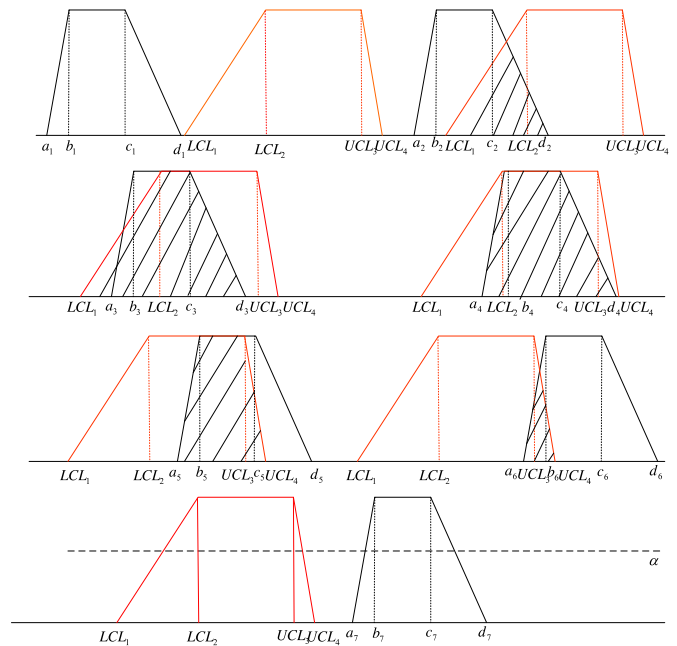 a₁ b₁ c₁ d₁ LCL₁ LCL₂ UCL₃ UCL₄ a₂ b₂ LCL₁ c₂ LCL₂ d₂ UCL₃ UCL₄
LCL₁ a₃ b₃ LCL₂ c₃ d₃ UCL₃ UCL₄ LCL₁ a₄ LCL₂ b₄ c₄ UCL₃ d₄ UCL₄
LCL₁ LCL₂ a₅ b₅ UCL₃ c₅ UCL₄ d₅ LCL₁ LCL₂ a₆ UCL₃ b₆ UCL₄ c₆ d₆
α
LCL₁ LCL₂ UCL₃ UCL₄ a₇ b₇ c₇ d₇